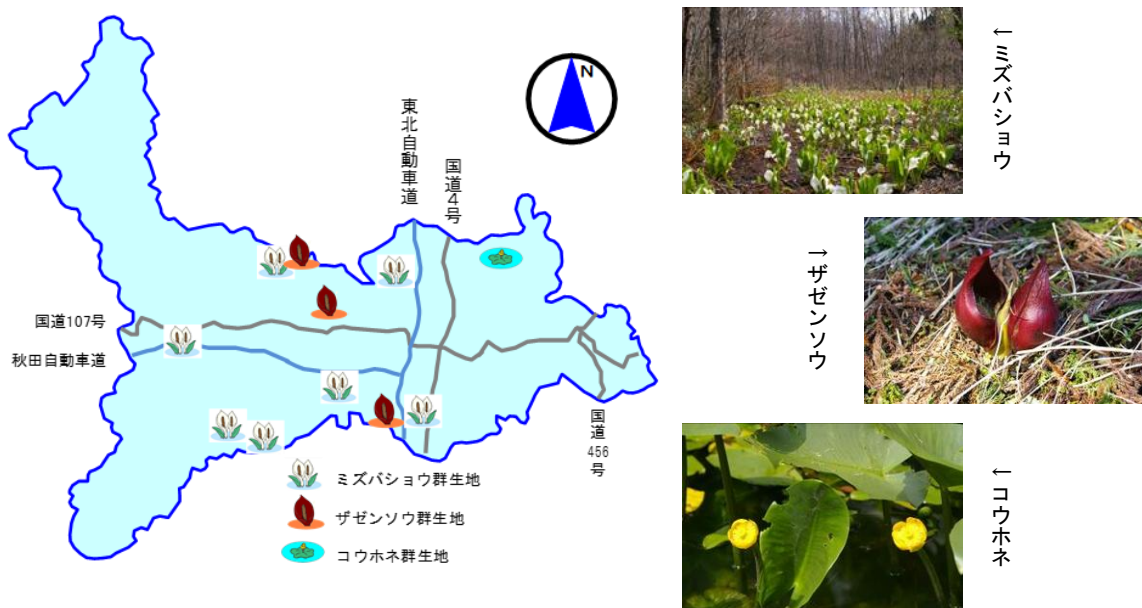 N
東北自動車道
国道4号
国道107号
秋田自動車道
国道456号
ミズバショウ群生地
ザゼンソウ群生地
コウホネ群生地
←ミズバショウ
→ザゼンソウ
←コウホネ